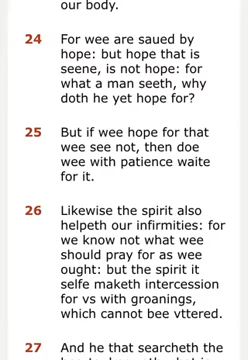 our body.
24 For wee are saued by
hope: but hope that is
seene, is not hope: for
what a man seeth, why
doth he yet hope for?
25 But if wee hope for that
wee see not, then doe
wee with patience waite
for it.
26 Likewise the spirit also
helpeth our infirmities: for
we know not what wee
should pray for as wee
ought: but the spirit it
selfe maketh intercession
for vs with groanings,
which cannot bee vttered.
27 And he that searcheth the